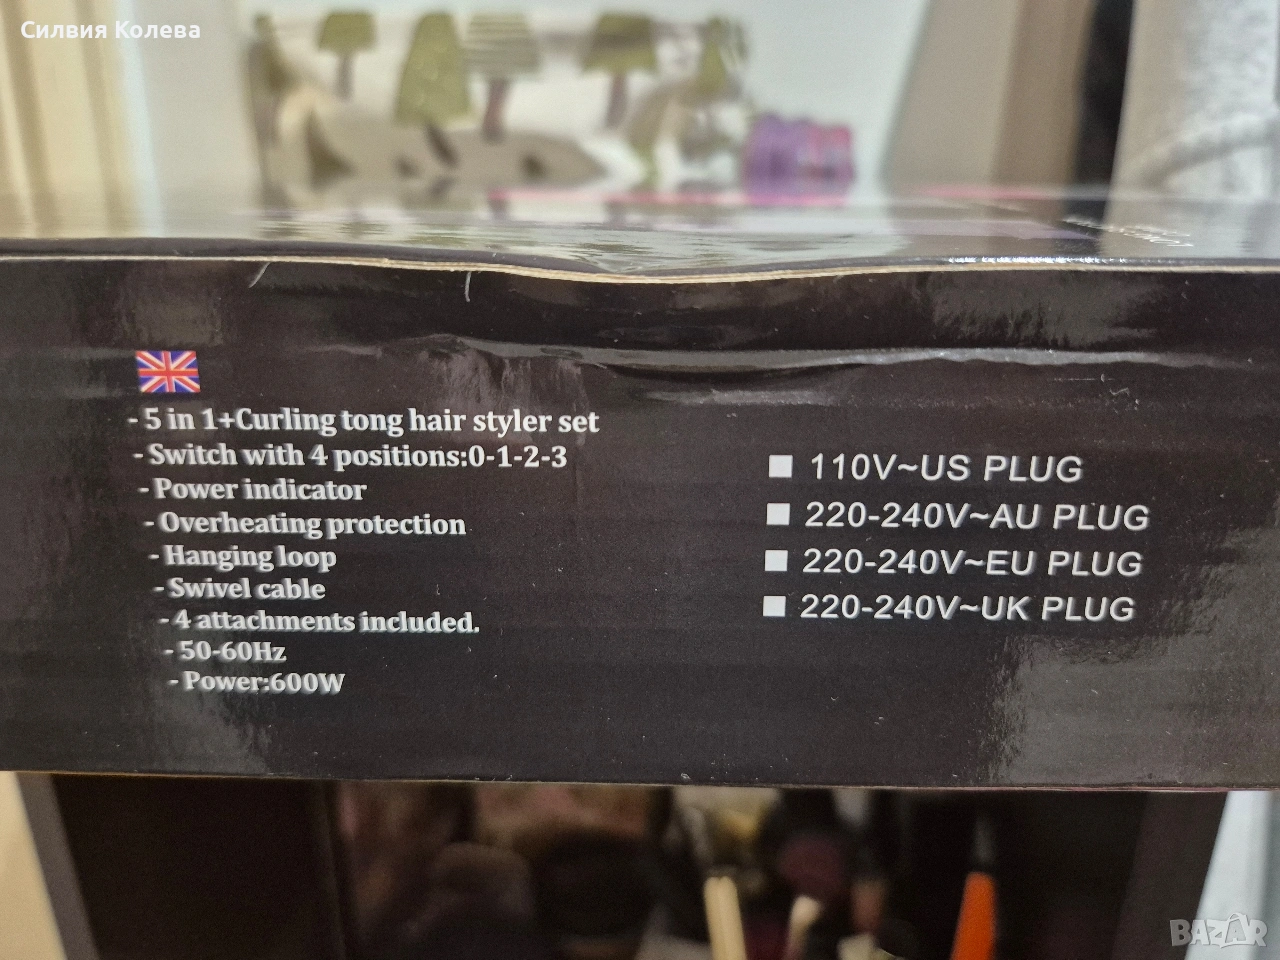 Силвия Колева
- 5 in 1+Curling tong hair styler set
- Switch with 4 positions:0-1-2-3
- Power indicator
- Overheating protection
- Hanging loop
- Swivel cable
- 4 attachments included.
- 50-60Hz
- Power:600W
110V~US PLUG
220-240V~AU PLUG
220-240V~EU PLUG
220-240V~UK PLUG
BAZAR